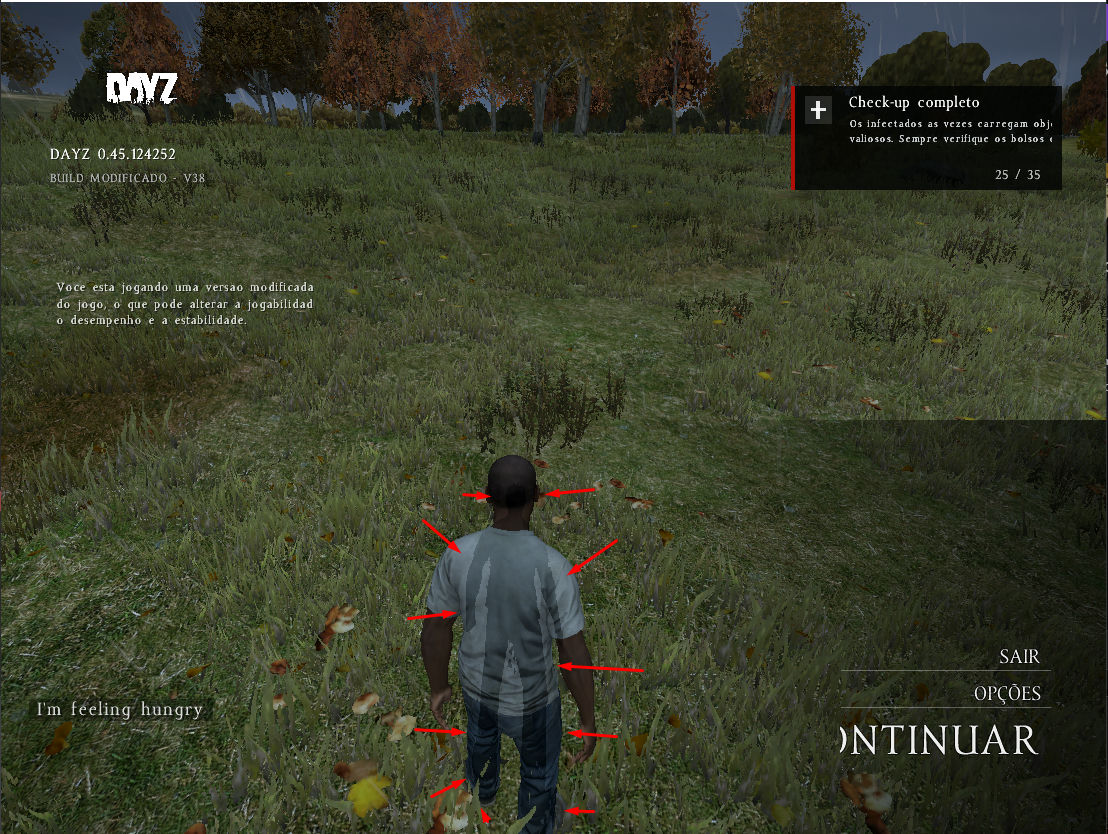 DAYZ
DAYZ 0.45.124252
BUILD MODIFICADO - V38
Voce esta jogando uma versao modificada
do jogo, o que pode alterar a jogabilidad
o desempenho e a estabilidade.
Check-up completo
Os infectados as vezes carregam obj
valiosos. Sempre verifique os bolsos
25 / 35
I'm feeling hungry
SAIR
OPÇÕES
ONTINUAR